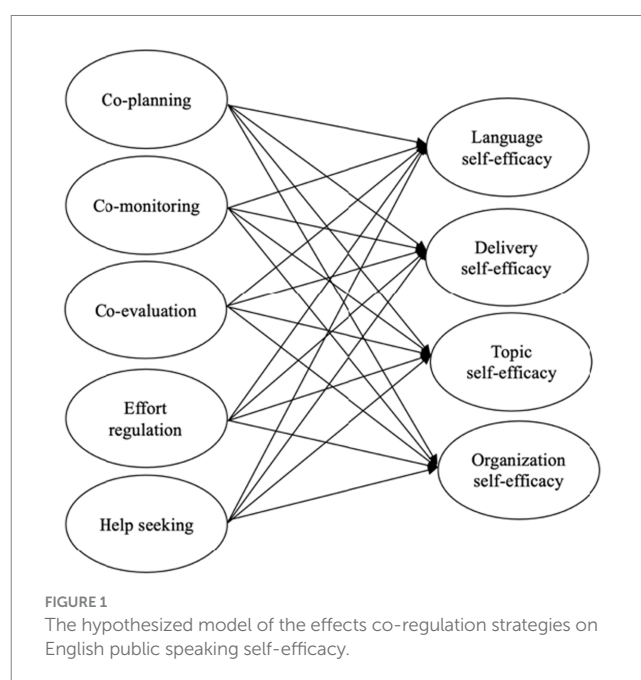 Co-planning
Co-monitoring
Co-evaluation
Effort
regulation
Help seeking
Language
self-efficacy
Delivery
self-efficacy
Topic
self-efficacy
Organization
self-efficacy
FIGURE 1
The hypothesized model of the effects co-regulation strategies on
English public speaking self-efficacy.